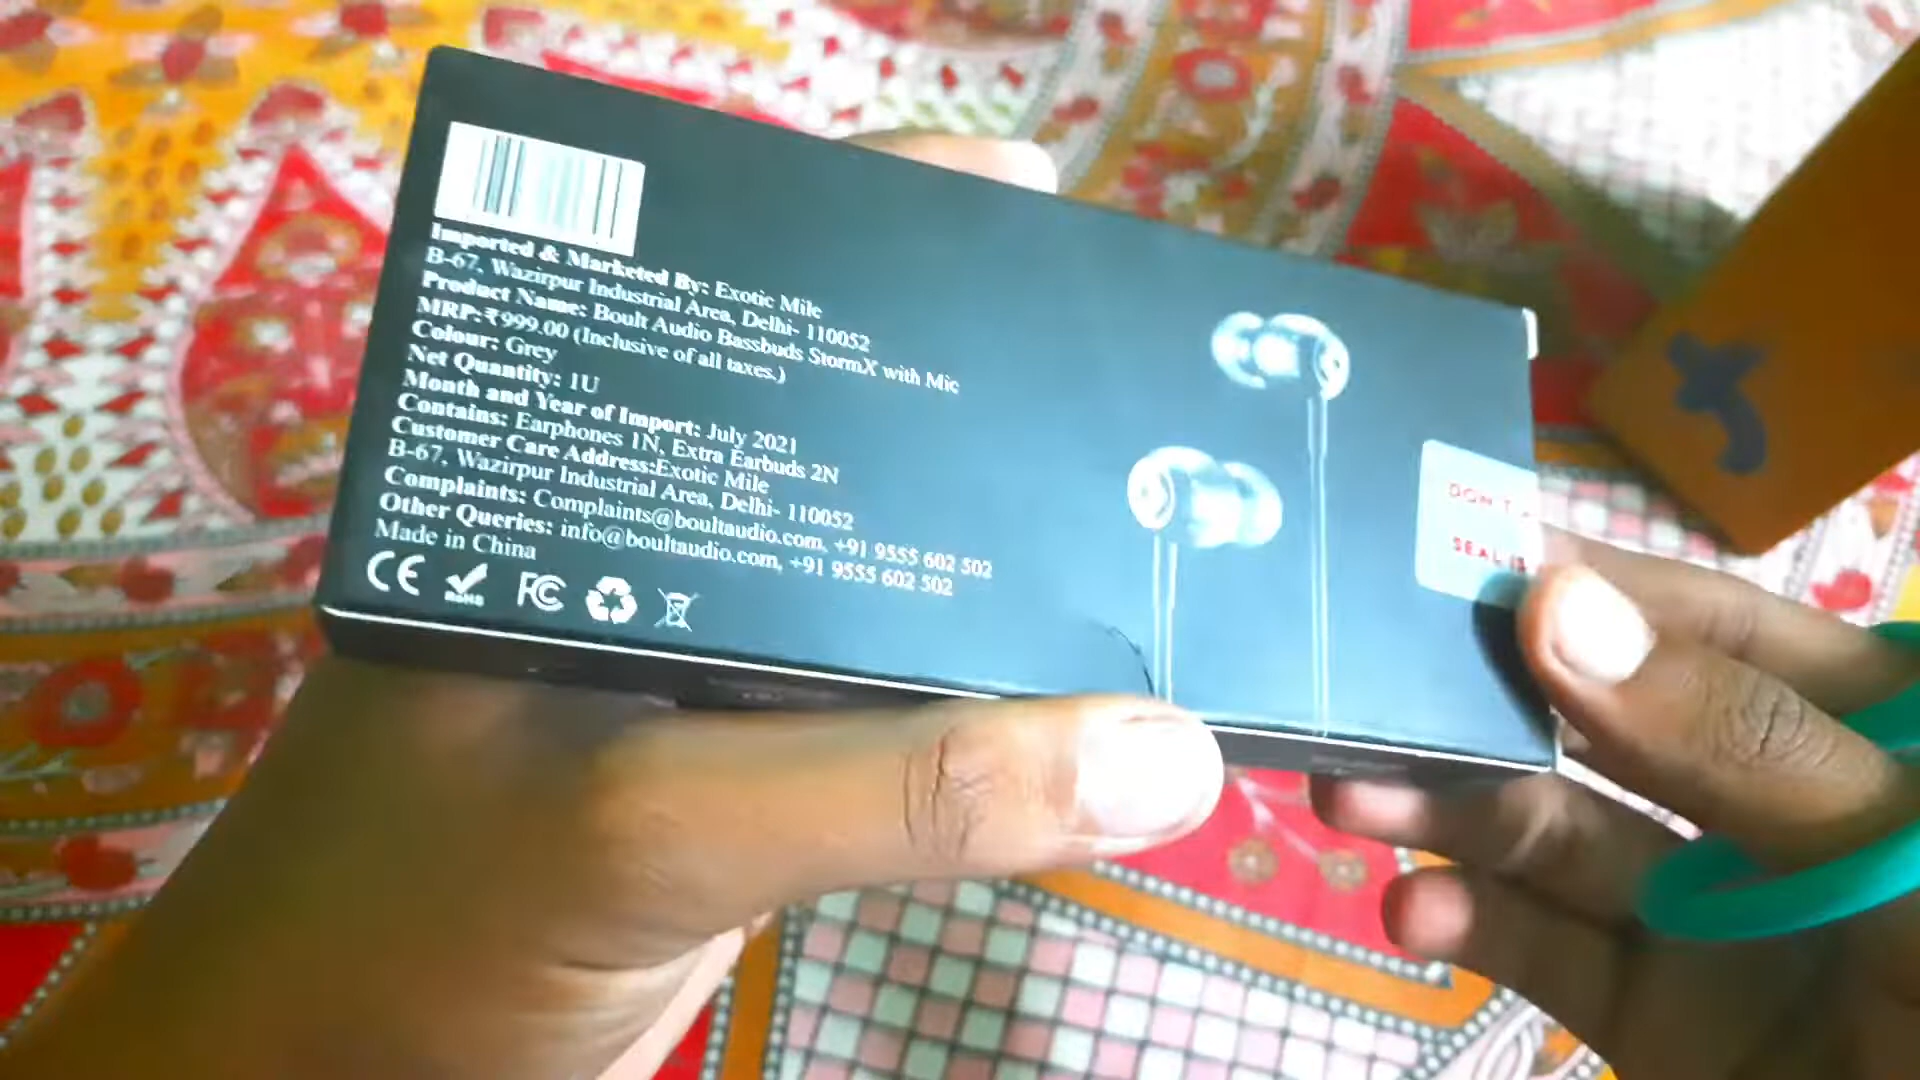 Imported & Marketed By: Exotic Mile
B-67, Wazirpur Industrial Area, Delhi- 110052
Product Name: Boult Audio Bassbuds StormX with Mic
MRP:₹999.00 (Inclusive of all taxes.)
Colour: Grey
Net Quantity: 1U
Month and Year of Import: July 2021
Contains: Earphones 1N, Extra Earbuds 2N
Customer Care Address:Exotic Mile
B-67, Wazirpur Industrial Area, Delhi- 110052
Complaints: Complaints@boultaudio.com, +91 9555 602 502
Other Queries: info@boultaudio.com, +91 9555 602 502
Made in China
CE RoHS FC
DON'T
SEAL IS